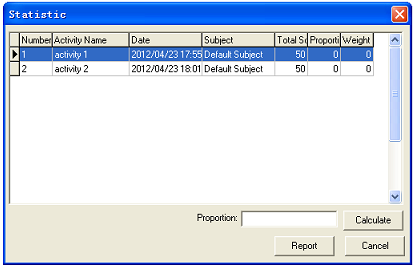 Statistic
Number Activity Name Date Subject Total Sc Proporti Weight
1 activity 1 2012/04/23 17:55 Default Subject 50 0 0
2 activity 2 2012/04/23 18:01 Default Subject 50 0 0
Proportion: Calculate
Report Cancel